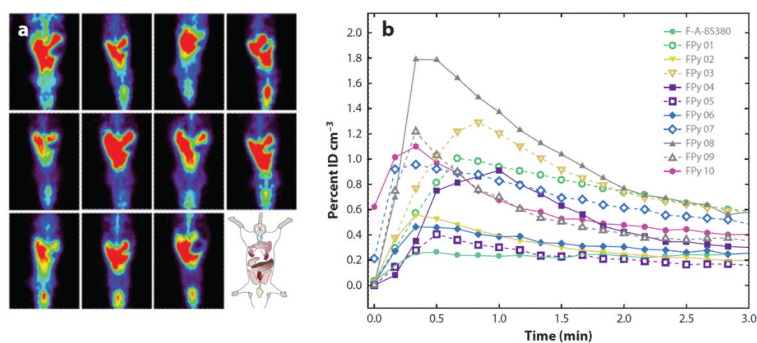 a
b
2.0
1.8
1.6
1.4
1.2
1.0
0.8
0.6
0.4
0.2
0.0
Percent ID cm⁻³
F-A-85380
FPy 01
FPy 02
FPy 03
FPy 04
FPy 05
FPy 06
FPy 07
FPy 08
FPy 09
FPy 10
0.0 0.5 1.0 1.5 2.0 2.5 3.0
Time (min)